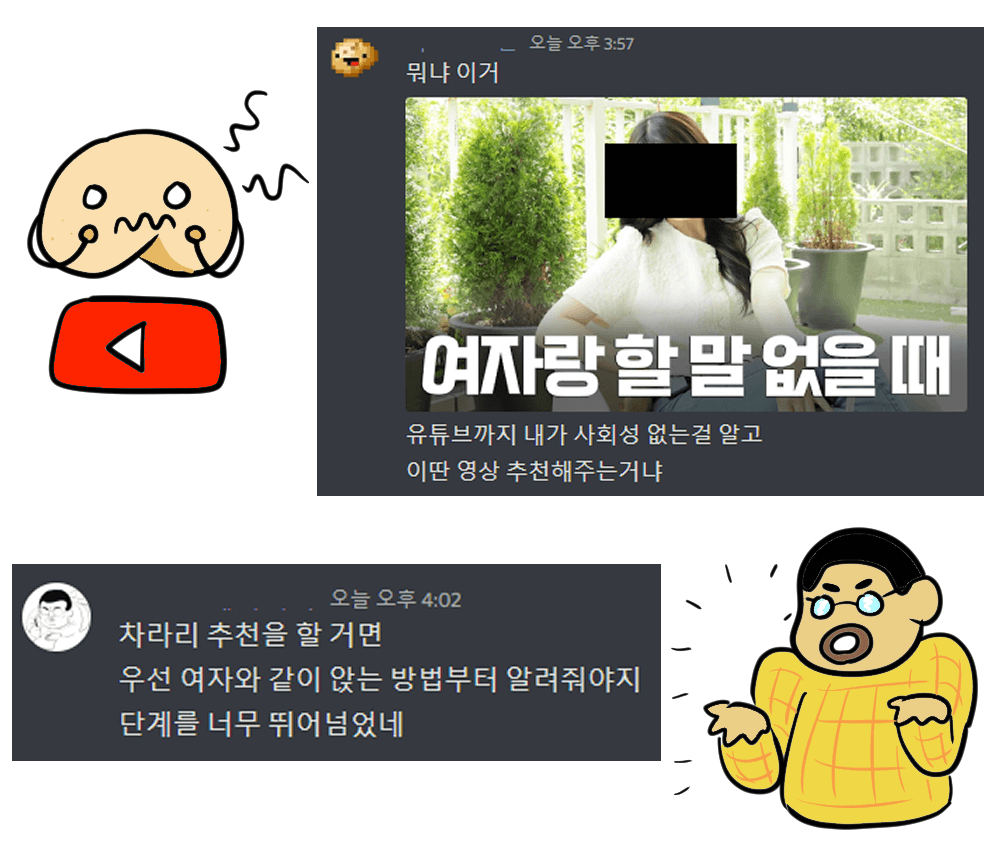 오늘 오후 3:57
뭐냐 이거
여자랑 할 말 없을 때
유튜브까지 내가 사회성 없는걸 알고
이딴 영상 추천해주는거냐
오늘 오후 4:02
차라리 추천을 할 거면
우선 여자와 같이 앉는 방법부터 알려줘야지
단계를 너무 뛰어넘었네